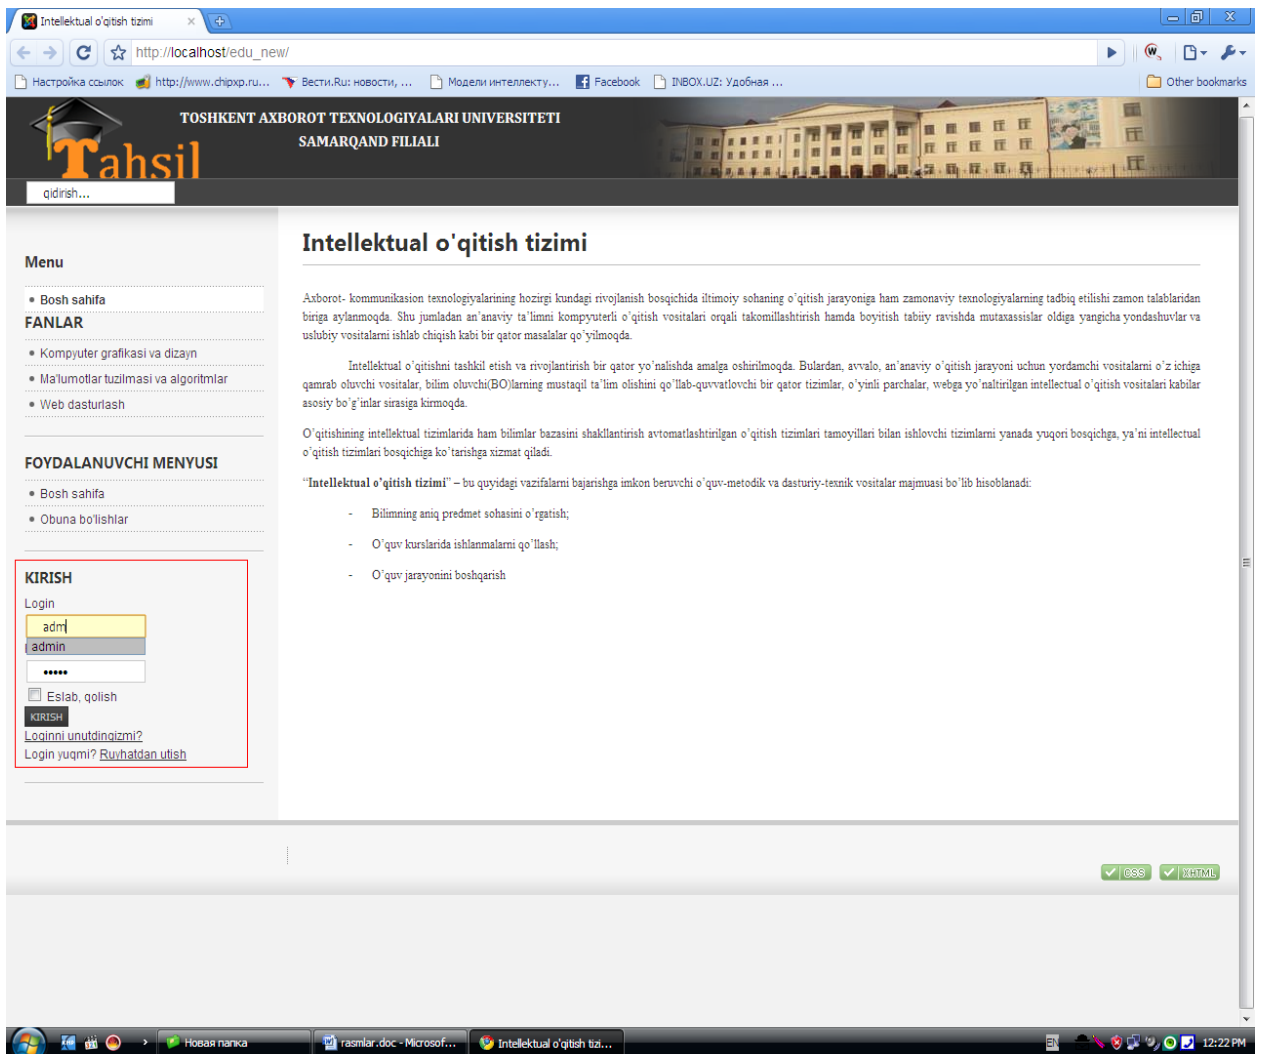 Intellektual o'qitish tizimi
http://localhost/edu_new/
Настройка ссылок http://www.chipxp.ru... Вести.Ru: новости, ... Модели интеллекту... Facebook INBOX.UZ: Удобная ... Other bookmarks
Tahsil
TOSHKENT AXBOROT TEXNOLOGIYALARI UNIVERSITETI
SAMARQAND FILIALI
qidirish...
Menu
Bosh sahifa
FANLAR
Kompyuter grafikasi va dizayn
Ma'lumotlar tuzilmasi va algoritmlar
Web dasturlash
FOYDALANUVCHI MENYUSI
Bosh sahifa
Obuna bo'lishlar
KIRISH
Login
adm
admin
•••••
Eslab, qolish
KIRISH
Loginni unutdingizmi?
Login yuqmi? Ruyhatdan utish
Intellektual o'qitish tizimi
Axborot- kommunikasion texnologiyalarining hozirgi kundagi rivojlanish bosqichida iltimoiy sohaning o'qitish jarayoniga ham zamonaviy texnologiyalarning tadbiq etilishi zamon talablaridan
biriga aylanmoqda. Shu jumladan an'anaviy ta'limni kompyuterli o'qitish vositalari orqali takomillashtirish hamda boyitish tabiiy ravishda mutaxassislar oldiga yangicha yondashuvlar va
uslubiy vositalarni ishlab chiqish kabi bir qator masalalar qo'yilmoqda.
Intellektual o'qitishni tashkil etish va rivojlantirish bir qator yo'nalishda amalga oshirilmoqda. Bulardan, avvalo, an'anaviy o'qitish jarayoni uchun yordamchi vositalarni o'z ichiga
qamrab oluvchi vositalar, bilim oluvchi(BO)larning mustaqil ta'lim olishini qo'llab-quvvatlovchi bir qator tizimlar, o'yinli parchalar, webga yo'naltirilgan intellectual o'qitish vositalari kabilar
asosiy bo'g'inlar sirasiga kirmoqda.
O'qitishining intellektual tizimlarida ham bilimlar bazasini shakllantirish avtomatlashtirilgan o'qitish tizimlari tamoyillari bilan ishlovchi tizimlarni yanada yuqori bosqichga, ya'ni intellectual
o'qitish tizimlari bosqichiga ko'tarishga xizmat qiladi.
"Intellektual o'qitish tizimi" – bu quyidagi vazifalarni bajarishga imkon beruvchi o'quv-metodik va dasturiy-texnik vositalar majmuasi bo'lib hisoblanadi:
- Bilimning aniq predmet sohasini o'rgatish;
- O'quv kurslarida ishlanmalarni qo'llash;
- O'quv jarayonini boshqarish
CSS XHTML
Новая папка rasmlar.doc - Microsof... Intellektual o'qitish tizi... EN 12:22 PM